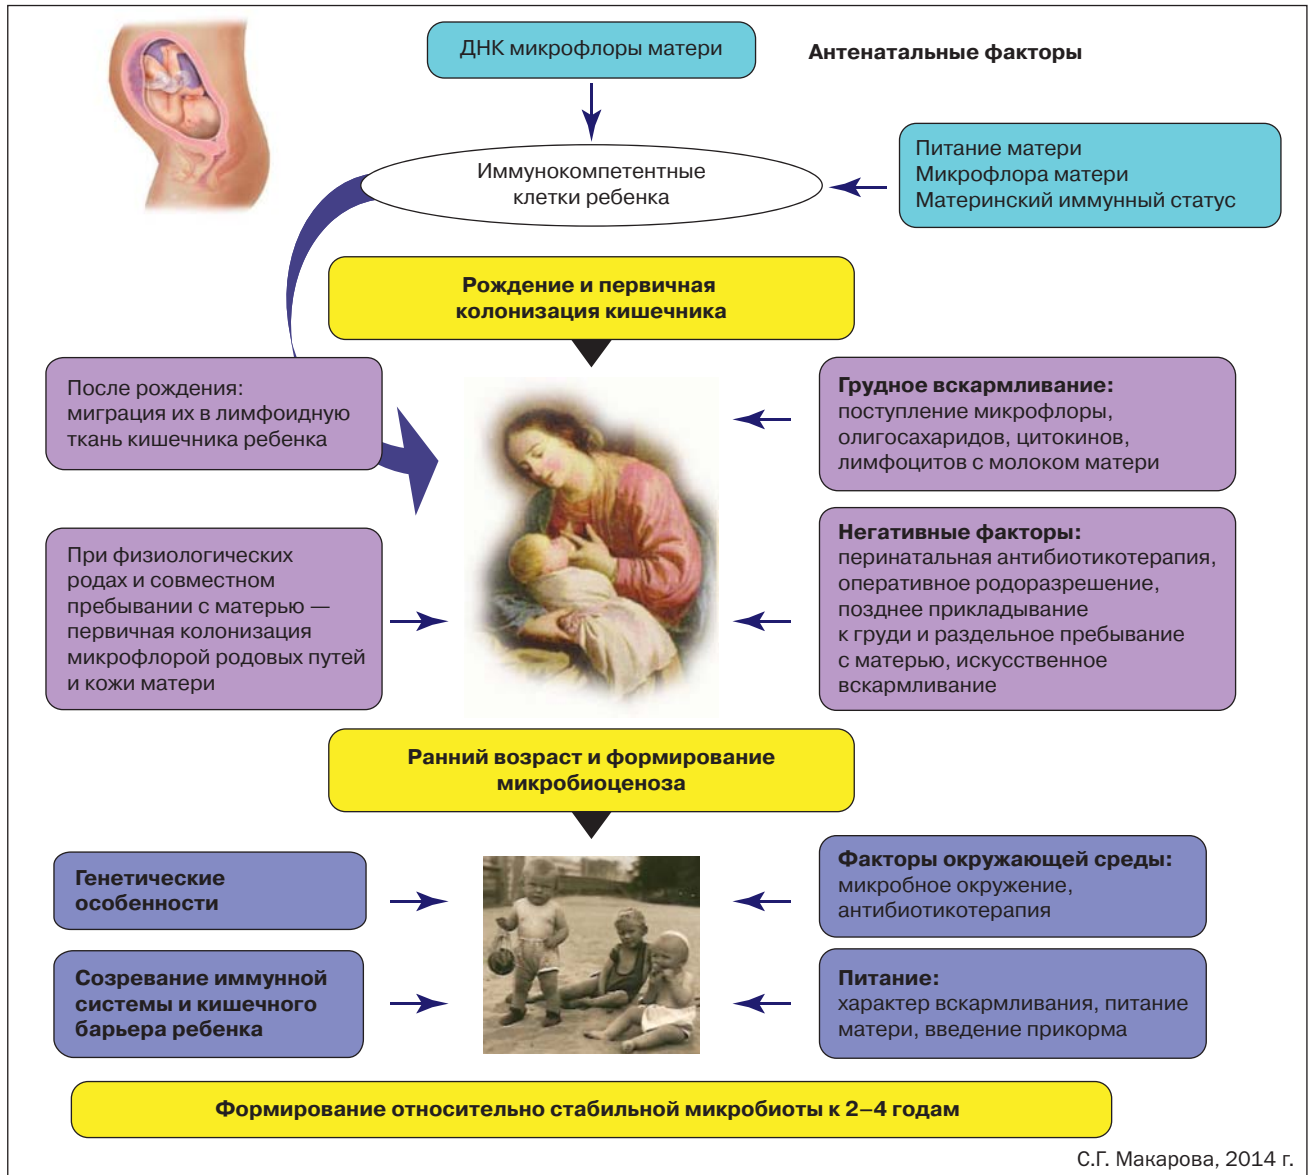 ДНК микрофлоры матери
Антенатальные факторы
Питание матери
Микрофлора матери
Материнский иммунный статус
Иммунокомпетентные
клетки ребенка
Рождение и первичная
колонизация кишечника
После рождения:
миграция их в лимфоидную
ткань кишечника ребенка
Грудное вскармливание:
поступление микрофлоры,
олигосахаридов, цитокинов,
лимфоцитов с молоком матери
При физиологических
родах и совместном
пребывании с матерью —
первичная колонизация
микрофлорой родовых путей
и кожи матери
Негативные факторы:
перинатальная антибиотикотерапия,
оперативное родоразрешение,
позднее прикладывание
к груди и раздельное пребывание
с матерью, искусственное
вскармливание
Ранний возраст и формирование
микробиоценоза
Генетические
особенности
Факторы окружающей среды:
микробное окружение,
антибиотикотерапия
Созревание иммунной
системы и кишечного
барьера ребенка
Питание:
характер вскармливания, питание
матери, введение прикорма
Формирование относительно стабильной микробиоты к 2–4 годам
С.Г. Макарова, 2014 г.